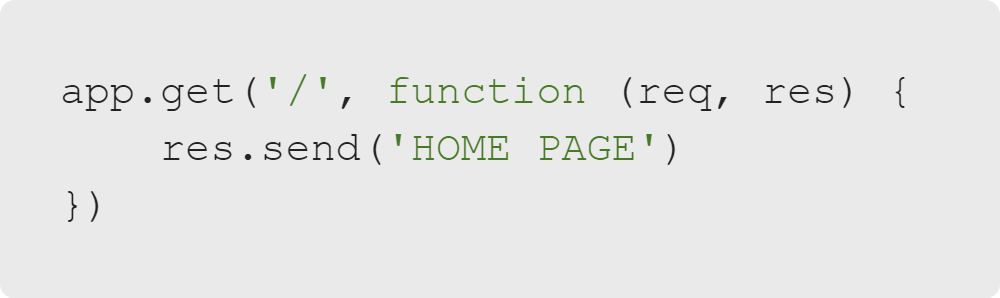 app.get('/', function (req, res) {
    res.send('HOME PAGE')
})